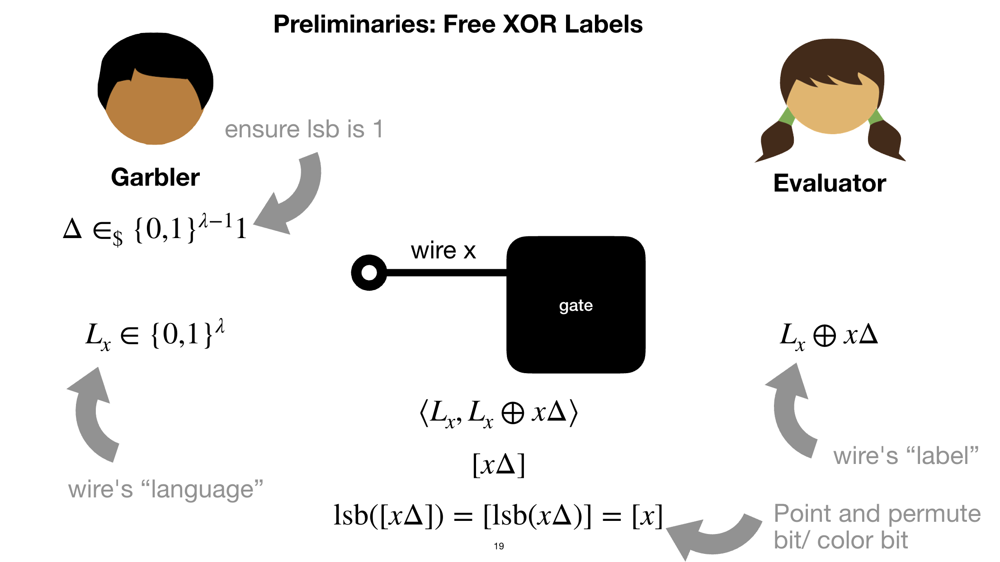 Preliminaries: Free XOR Labels
ensure lsb is 1
Garbler
Evaluator
Δ ∈$ {0,1}^{λ−1}1
wire x
gate
L_x ∈ {0,1}^λ
L_x ⊕ xΔ
⟨L_x, L_x ⊕ xΔ⟩
wire's “label”
[xΔ]
wire's “language”
lsb([xΔ]) = [lsb(xΔ)] = [x]
Point and permute
bit/ color bit
19